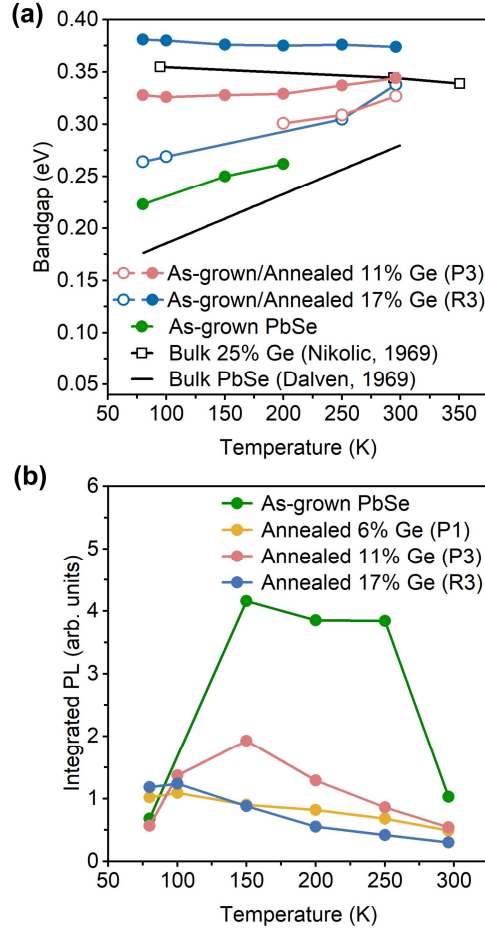 (a)
0.40
0.35
0.30
0.25
0.20
0.15
0.10
0.05
Bandgap (eV)
As-grown/Annealed 11% Ge (P3)
As-grown/Annealed 17% Ge (R3)
As-grown PbSe
Bulk 25% Ge (Nikolic, 1969)
Bulk PbSe (Dalven, 1969)
50 100 150 200 250 300 350
Temperature (K)
(b)
6
5
4
3
2
1
0
Integrated PL (arb. units)
As-grown PbSe
Annealed 6% Ge (P1)
Annealed 11% Ge (P3)
Annealed 17% Ge (R3)
50 100 150 200 250 300
Temperature (K)